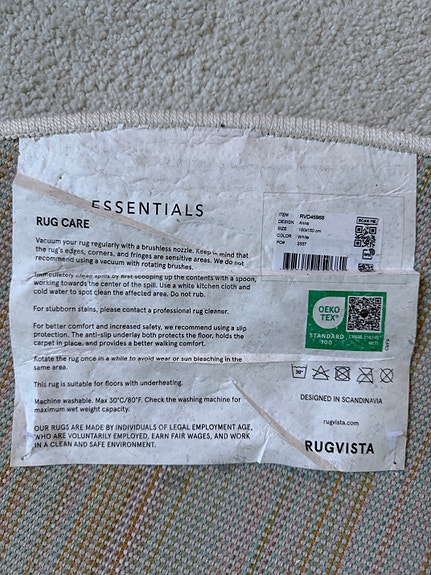 ESSENTIALS
RUG CARE
Vacuum your rug regularly with a brushless nozzle. Keep in mind that
the rug's edges, corners, and fringes are sensitive areas. We do not
recommend using a vacuum with rotating brushes.
Immediately clean spills by first scooping up the contents with a spoon,
working towards the center of the spill. Use a white kitchen cloth and
cold water to spot clean the affected area. Do not rub.
For stubborn stains, please contact a professional rug cleaner.
For better comfort and increased safety, we recommend using a slip
protection. The anti-slip underlay both protects the floor, holds the
carpet in place, and provides a better walking comfort.
Rotate the rug once in a while to avoid wear or sun bleaching in the
same area.
This rug is suitable for floors with underheating.
Machine washable. Max 30°C/80°F. Check the washing machine for
maximum wet weight capacity.
OUR RUGS ARE MADE BY INDIVIDUALS OF LEGAL EMPLOYMENT AGE,
WHO ARE VOLUNTARILY EMPLOYED, EARN FAIR WAGES, AND WORK
IN A CLEAN AND SAFE ENVIRONMENT.
ITEM RVD45968
DESIGN Anna
SIZE 150x150 cm
COLOR White
PO# 2337
SCAN ME
OEKO
TEX®
STANDARD
100
30°
DESIGNED IN SCANDINAVIA
rugvista.com
RUGVISTA